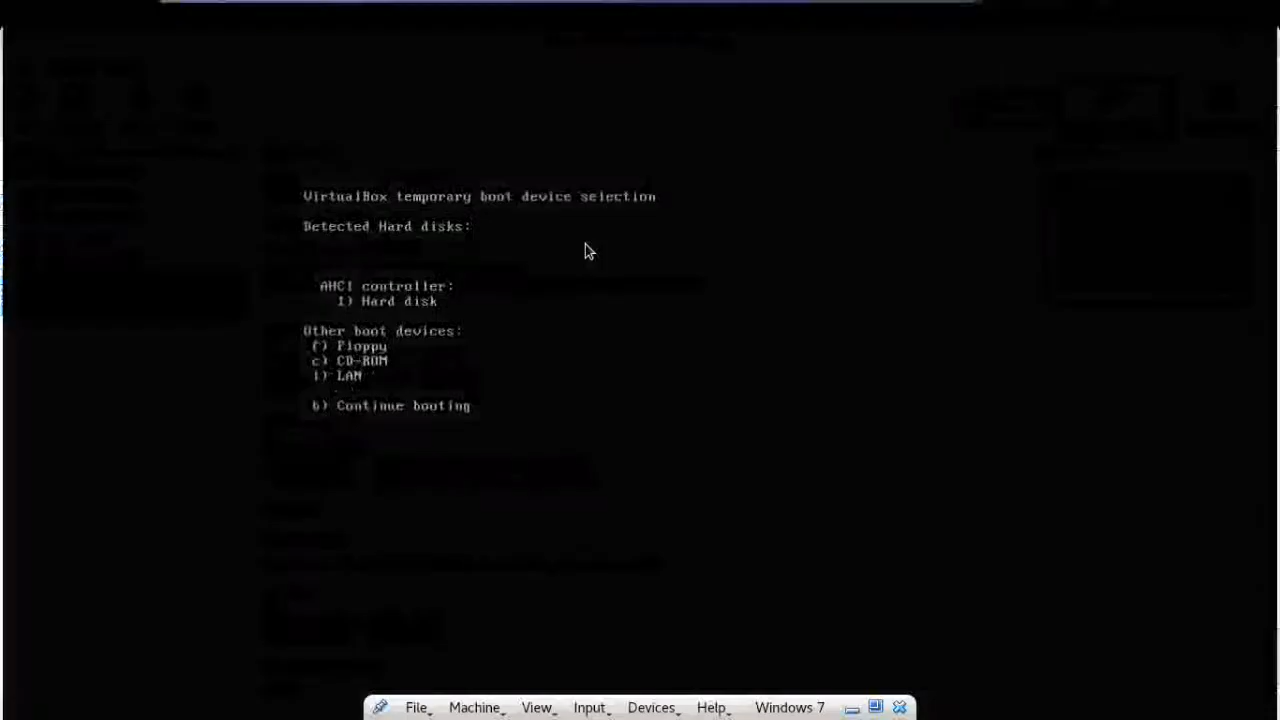 VirtualBox temporary boot device selection
Detected Hard disks:
AHCI controller:
1) Hard disk
Other boot devices:
f) Floppy
c) CD-ROM
l) LAN
b) Continue booting
File Machine View Input Devices Help Windows 7